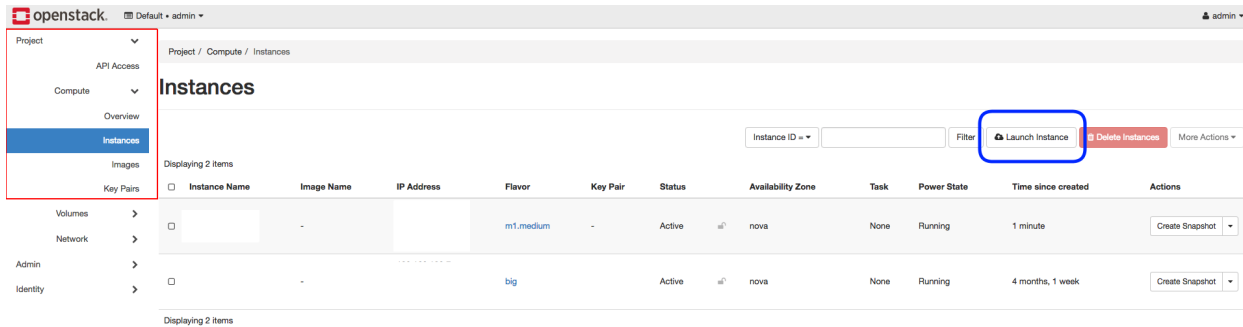 openstack. Default • admin
admin
Project
API Access
Compute
Overview
Instances
Images
Key Pairs
Volumes
Network
Admin
Identity
Project / Compute / Instances
Instances
Instance ID = Filter Launch Instance Delete Instances More Actions
Displaying 2 items
Instance Name Image Name IP Address Flavor Key Pair Status Availability Zone Task Power State Time since created Actions
- m1.medium - Active nova None Running 1 minute Create Snapshot
- big Active nova None Running 4 months, 1 week Create Snapshot
Displaying 2 items